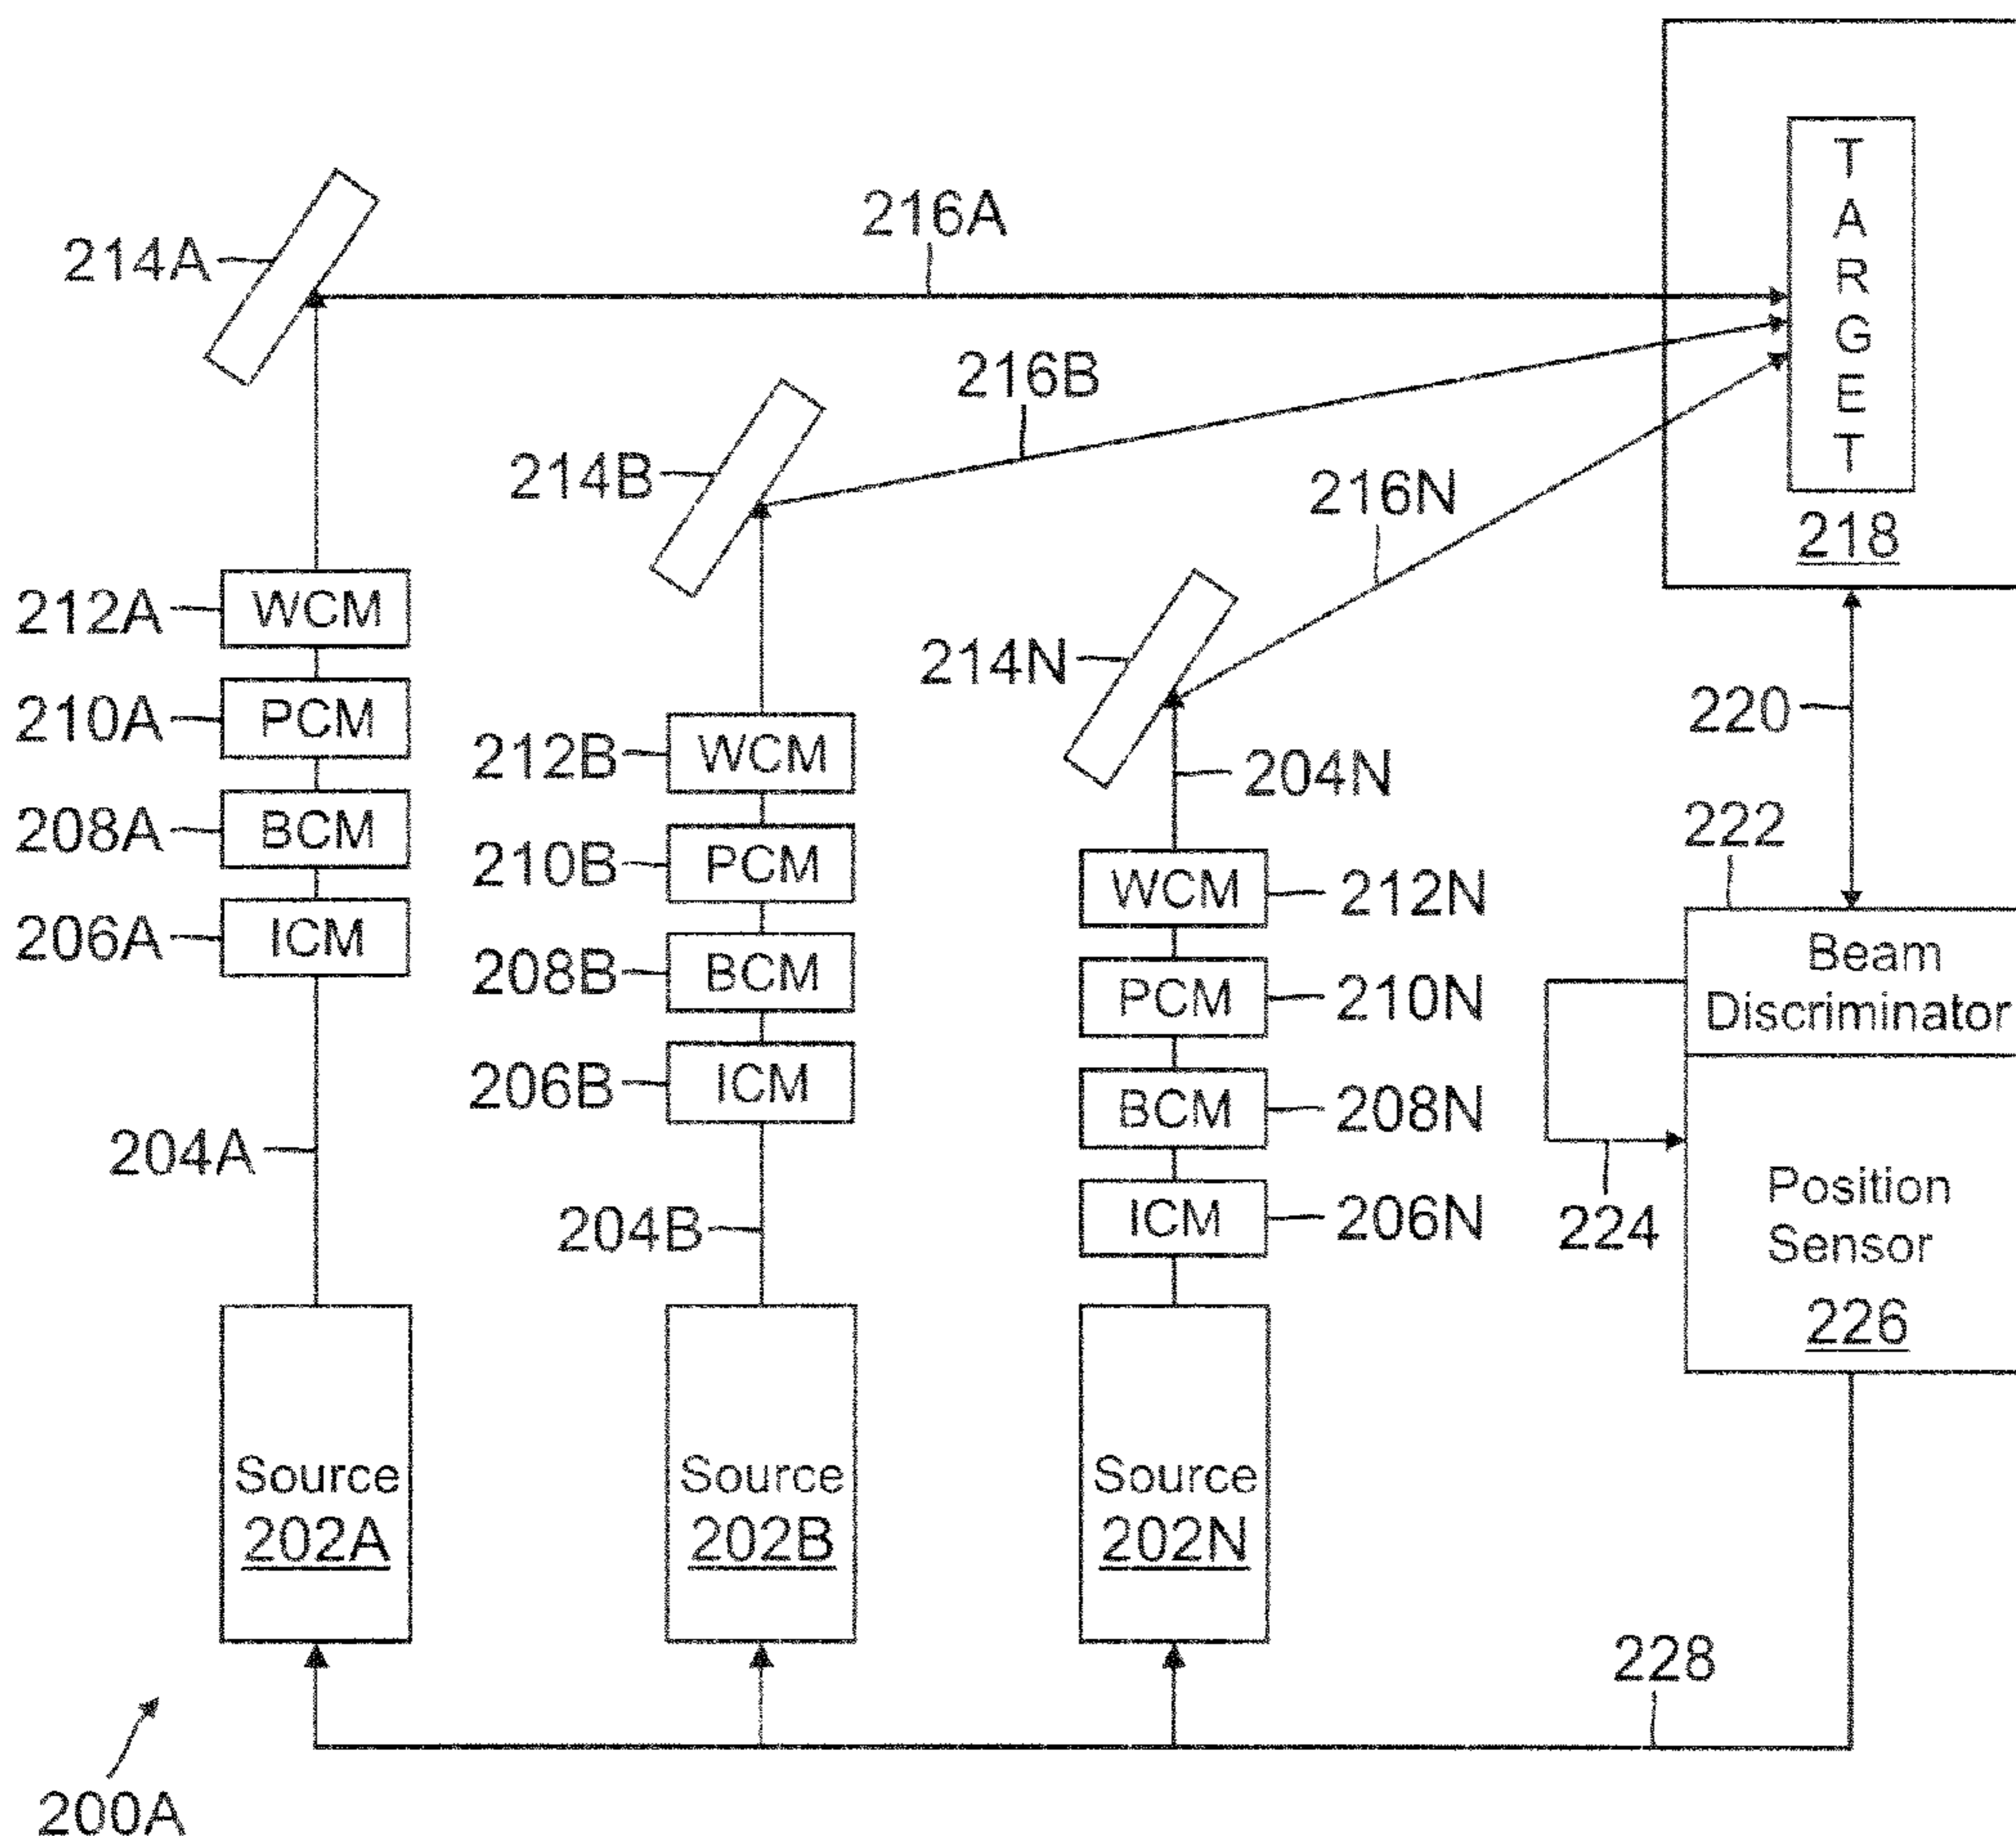 TARGET
218
214A
216A
216B
214B
216N
214N
212A
WCM
210A
PCM
208A
BCM
206A
ICM
204A
212B
WCM
210B
PCM
208B
BCM
206B
ICM
204B
204N
WCM
212N
PCM
210N
BCM
208N
ICM
206N
220
222
Beam
Discriminator
224
Position
Sensor
226
Source
202A
Source
202B
Source
202N
228
200A